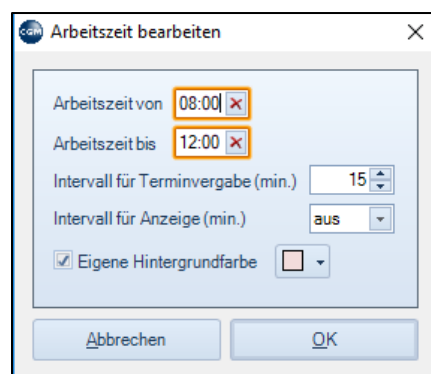 CGM Arbeitszeit bearbeiten
Arbeitszeit von 08:00
Arbeitszeit bis 12:00
Intervall für Terminvergabe (min.) 15
Intervall für Anzeige (min.) aus
Eigene Hintergrundfarbe
Abbrechen OK